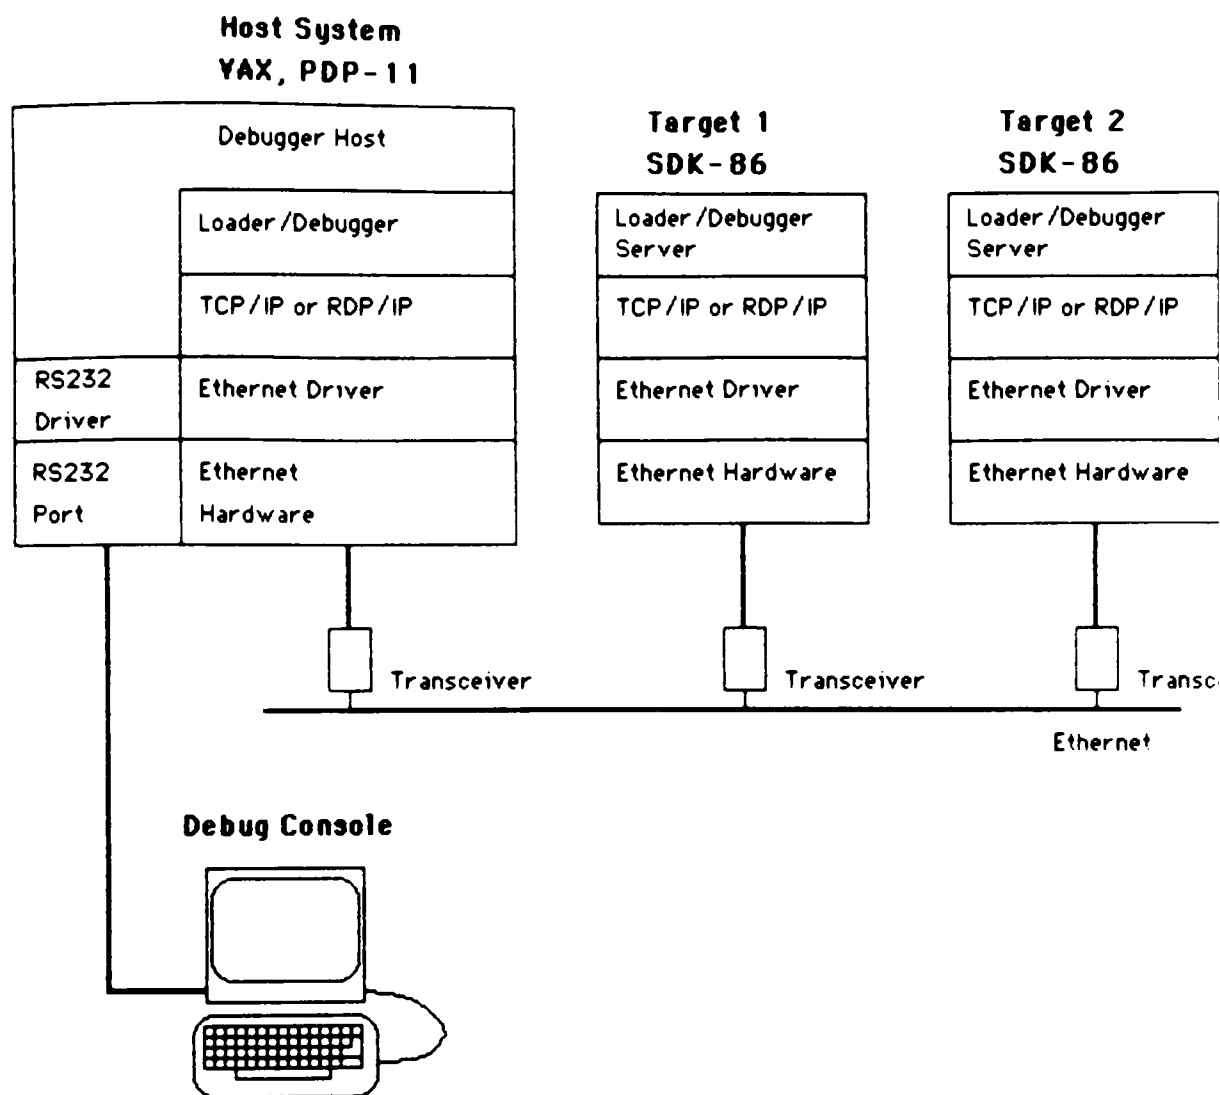 Host System
VAX, PDP-11
Debugger Host
Loader/Debugger
TCP/IP or RDP/IP
RS232
Driver
Ethernet Driver
RS232
Port
Ethernet
Hardware
Target 1
SDK-86
Loader/Debugger
Server
TCP/IP or RDP/IP
Ethernet Driver
Ethernet Hardware
Target 2
SDK-86
Loader/Debugger
Server
TCP/IP or RDP/IP
Ethernet Driver
Ethernet Hardware
Transceiver
Transceiver
Ethernet
Debug Console